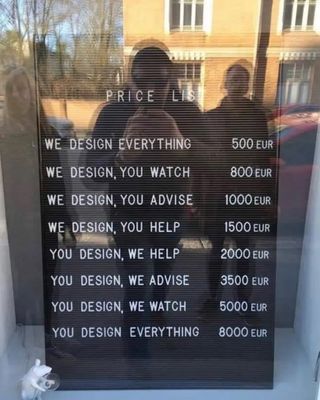 PRICE LIST
WE DESIGN EVERYTHING 500 EUR
WE DESIGN, YOU WATCH 800 EUR
WE DESIGN, YOU ADVISE 1000 EUR
WE DESIGN, YOU HELP 1500 EUR
YOU DESIGN, WE HELP 2000 EUR
YOU DESIGN, WE ADVISE 3500 EUR
YOU DESIGN, WE WATCH 5000 EUR
YOU DESIGN EVERYTHING 8000 EUR